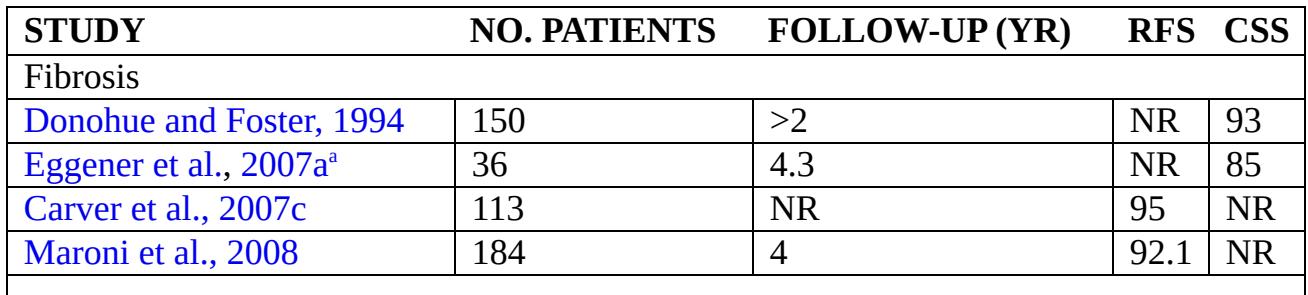 STUDY NO. PATIENTS FOLLOW-UP (YR) RFS CSS
Fibrosis
Donohue and Foster, 1994 150 >2 NR 93
Eggener et al., 2007aᵃ 36 4.3 NR 85
Carver et al., 2007c 113 NR 95 NR
Maroni et al., 2008 184 4 92.1 NR